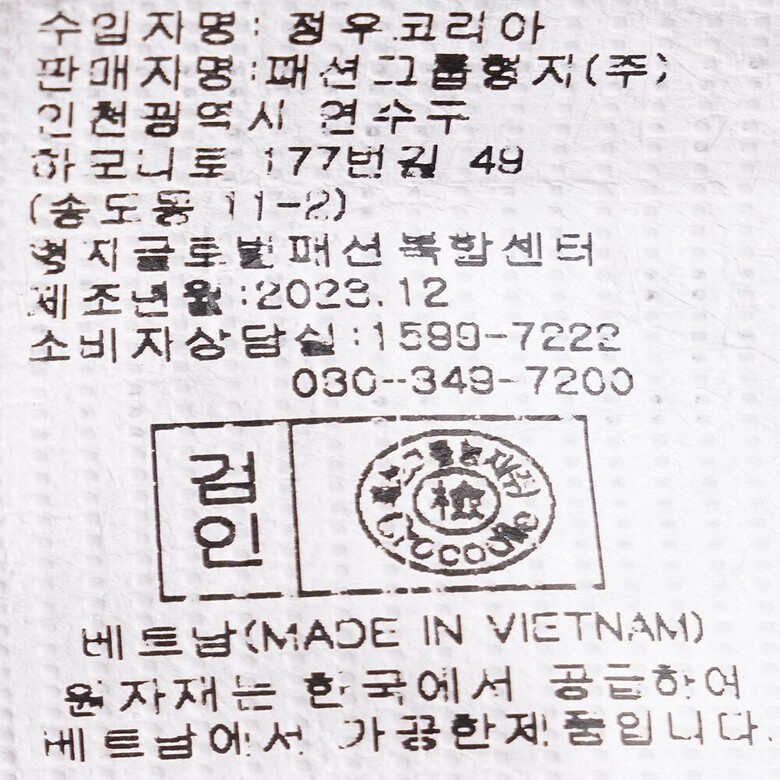 수입자명: 정우코리아
판매자명:패션그룹형지(주)
인천광역시 연수구
하모니로 177번길 49
(송도동 11-2)
형지글로벌패션복합센터
제조년월:2023.12
소비자상담실:1599-7222
080-349-7200
검인
檢
베트남(MADE IN VIETNAM)
원자재는 한국에서 공급하여
베트남에서 가공한제품입니다.